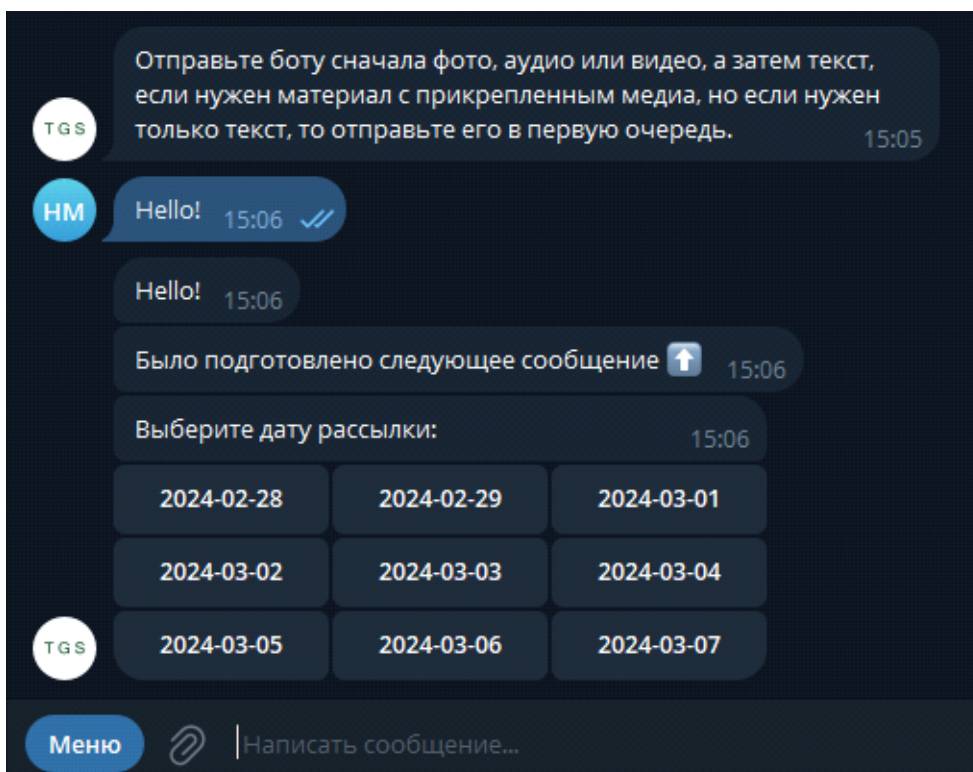 Отправьте боту сначала фото, аудио или видео, а затем текст,
если нужен материал с прикрепленным медиа, но если нужен
только текст, то отправьте его в первую очередь. 15:05
TGS
HM Hello! 15:06
Hello! 15:06
Было подготовлено следующее сообщение 15:06
Выберите дату рассылки: 15:06
2024-02-28 2024-02-29 2024-03-01
2024-03-02 2024-03-03 2024-03-04
TGS 2024-03-05 2024-03-06 2024-03-07
Меню Написать сообщение...